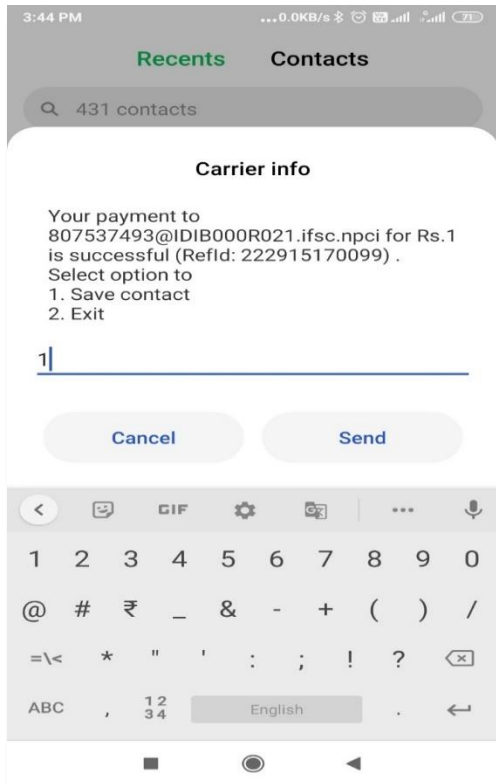 3:44 PM ...0.0KB/s 71
Recents Contacts
431 contacts
Carrier info
Your payment to
807537493@IDIB000R021.ifsc.npci for Rs.1
is successful (RefId: 222915170099) .
Select option to
1. Save contact
2. Exit
1
Cancel Send
GIF
1 2 3 4 5 6 7 8 9 0
@ # ₹ _ & - + ( ) /
=\< * " ' : ; ! ?
ABC , 12 34 English .